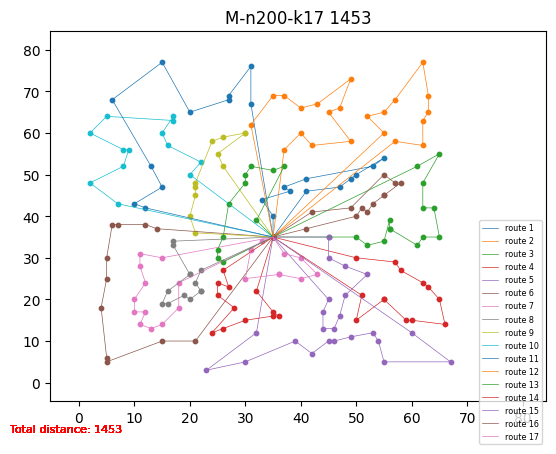 M-n200-k17 1453
80
70
60
50
40
30
20
10
0
0 10 20 30 40 50 60 70 80
route 1
route 2
route 3
route 4
route 5
route 6
route 7
route 8
route 9
route 10
route 11
route 12
route 13
route 14
route 15
route 16
route 17
Total distance: 1453